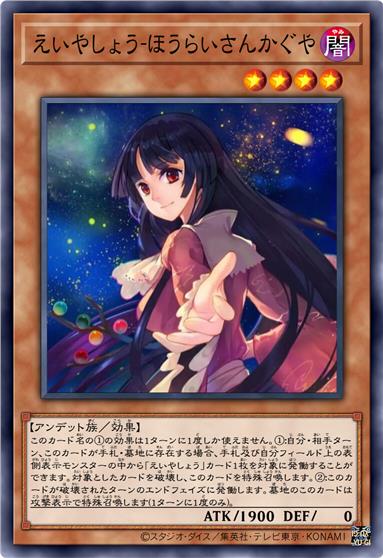 えいやしょう-ほうらいさんかぐや
闇
【アンデット族／効果】
このカード名の①の効果は1ターンに1度しか使えません。①:自分・相手ター
ン、このカードが手札・墓地に存在する場合、手札及び自分フィールド上の表
側表示モンスターの中から「えいやしょう」カード1枚を対象に発動することが
できます。対象としたカードを破壊し、このカードを特殊召喚します。②:このカー
ドが破壊されたターンのエンドフェイズに発動します。墓地のこのカードは
攻撃表示で特殊召喚します(1ターンに1度のみ)。
ATK/1900 DEF/ 0
©スタジオ・ダイス／集英社・テレビ東京・KONAMI